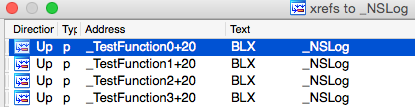 xrefs to _NSLog
Direction Typ Address Text
Up p _TestFunction0+20 BLX _NSLog
Up p _TestFunction1+20 BLX _NSLog
Up p _TestFunction2+20 BLX _NSLog
Up p _TestFunction3+20 BLX _NSLog